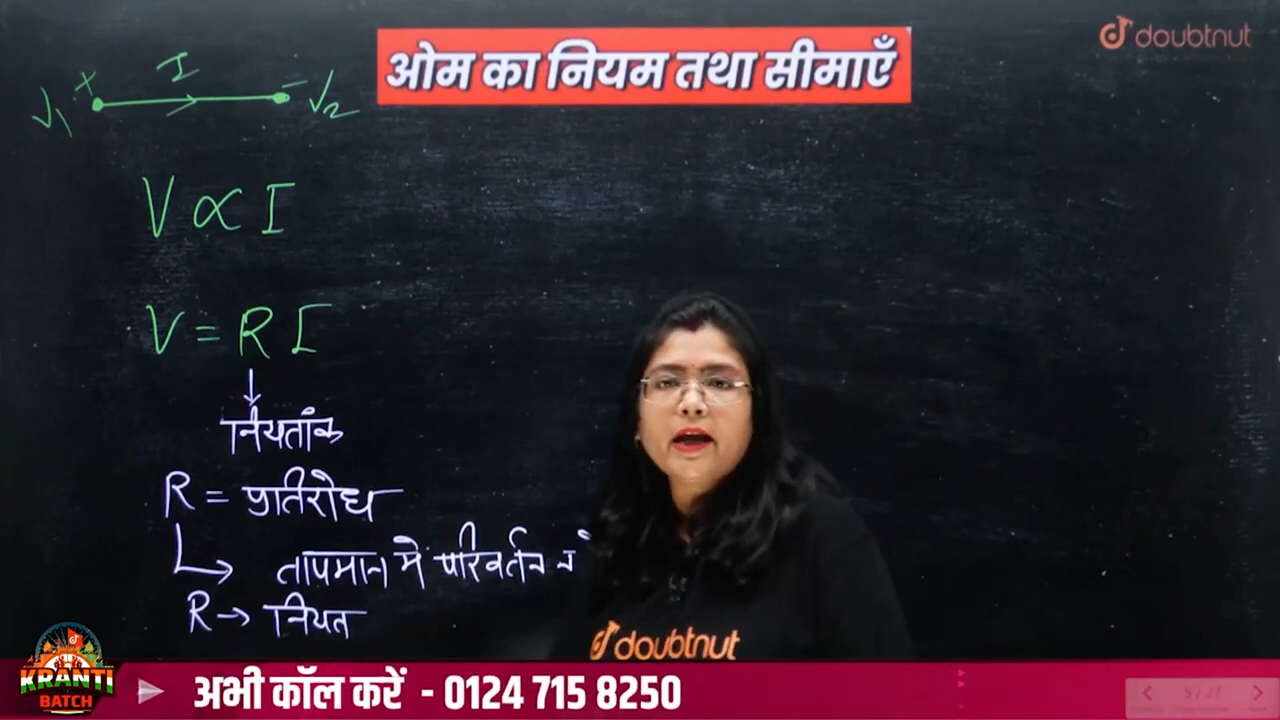 ओम का नियम तथा सीमाएँ
doubtnut
V₁ + I - V₂
V ∝ I
V = R I
↓
नियतांक
R = प्रतिरोध
→ तापमान मे परिवर्तन
R → नियत
doubtnut
KRANTI
BATCH
अभी कॉल करें - 0124 715 8250